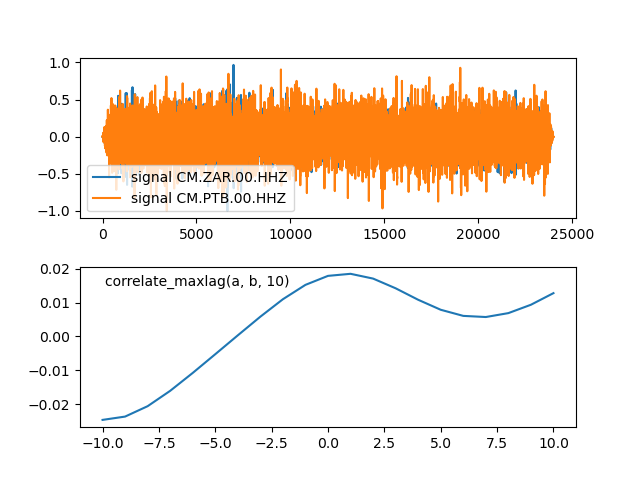 1.0
0.5
0.0
−0.5
−1.0
signal CM.ZAR.00.HHZ
signal CM.PTB.00.HHZ
0 5000 10000 15000 20000 25000
0.02
0.01
0.00
−0.01
−0.02
correlate_maxlag(a, b, 10)
−10.0 −7.5 −5.0 −2.5 0.0 2.5 5.0 7.5 10.0